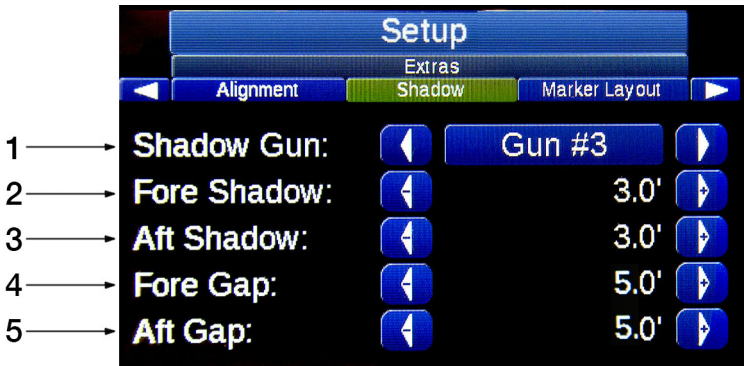 Setup
Extras
Alignment Shadow Marker Layout
1 Shadow Gun: Gun #3
2 Fore Shadow: - 3.0' +
3 Aft Shadow: - 3.0' +
4 Fore Gap: - 5.0' +
5 Aft Gap: - 5.0' +